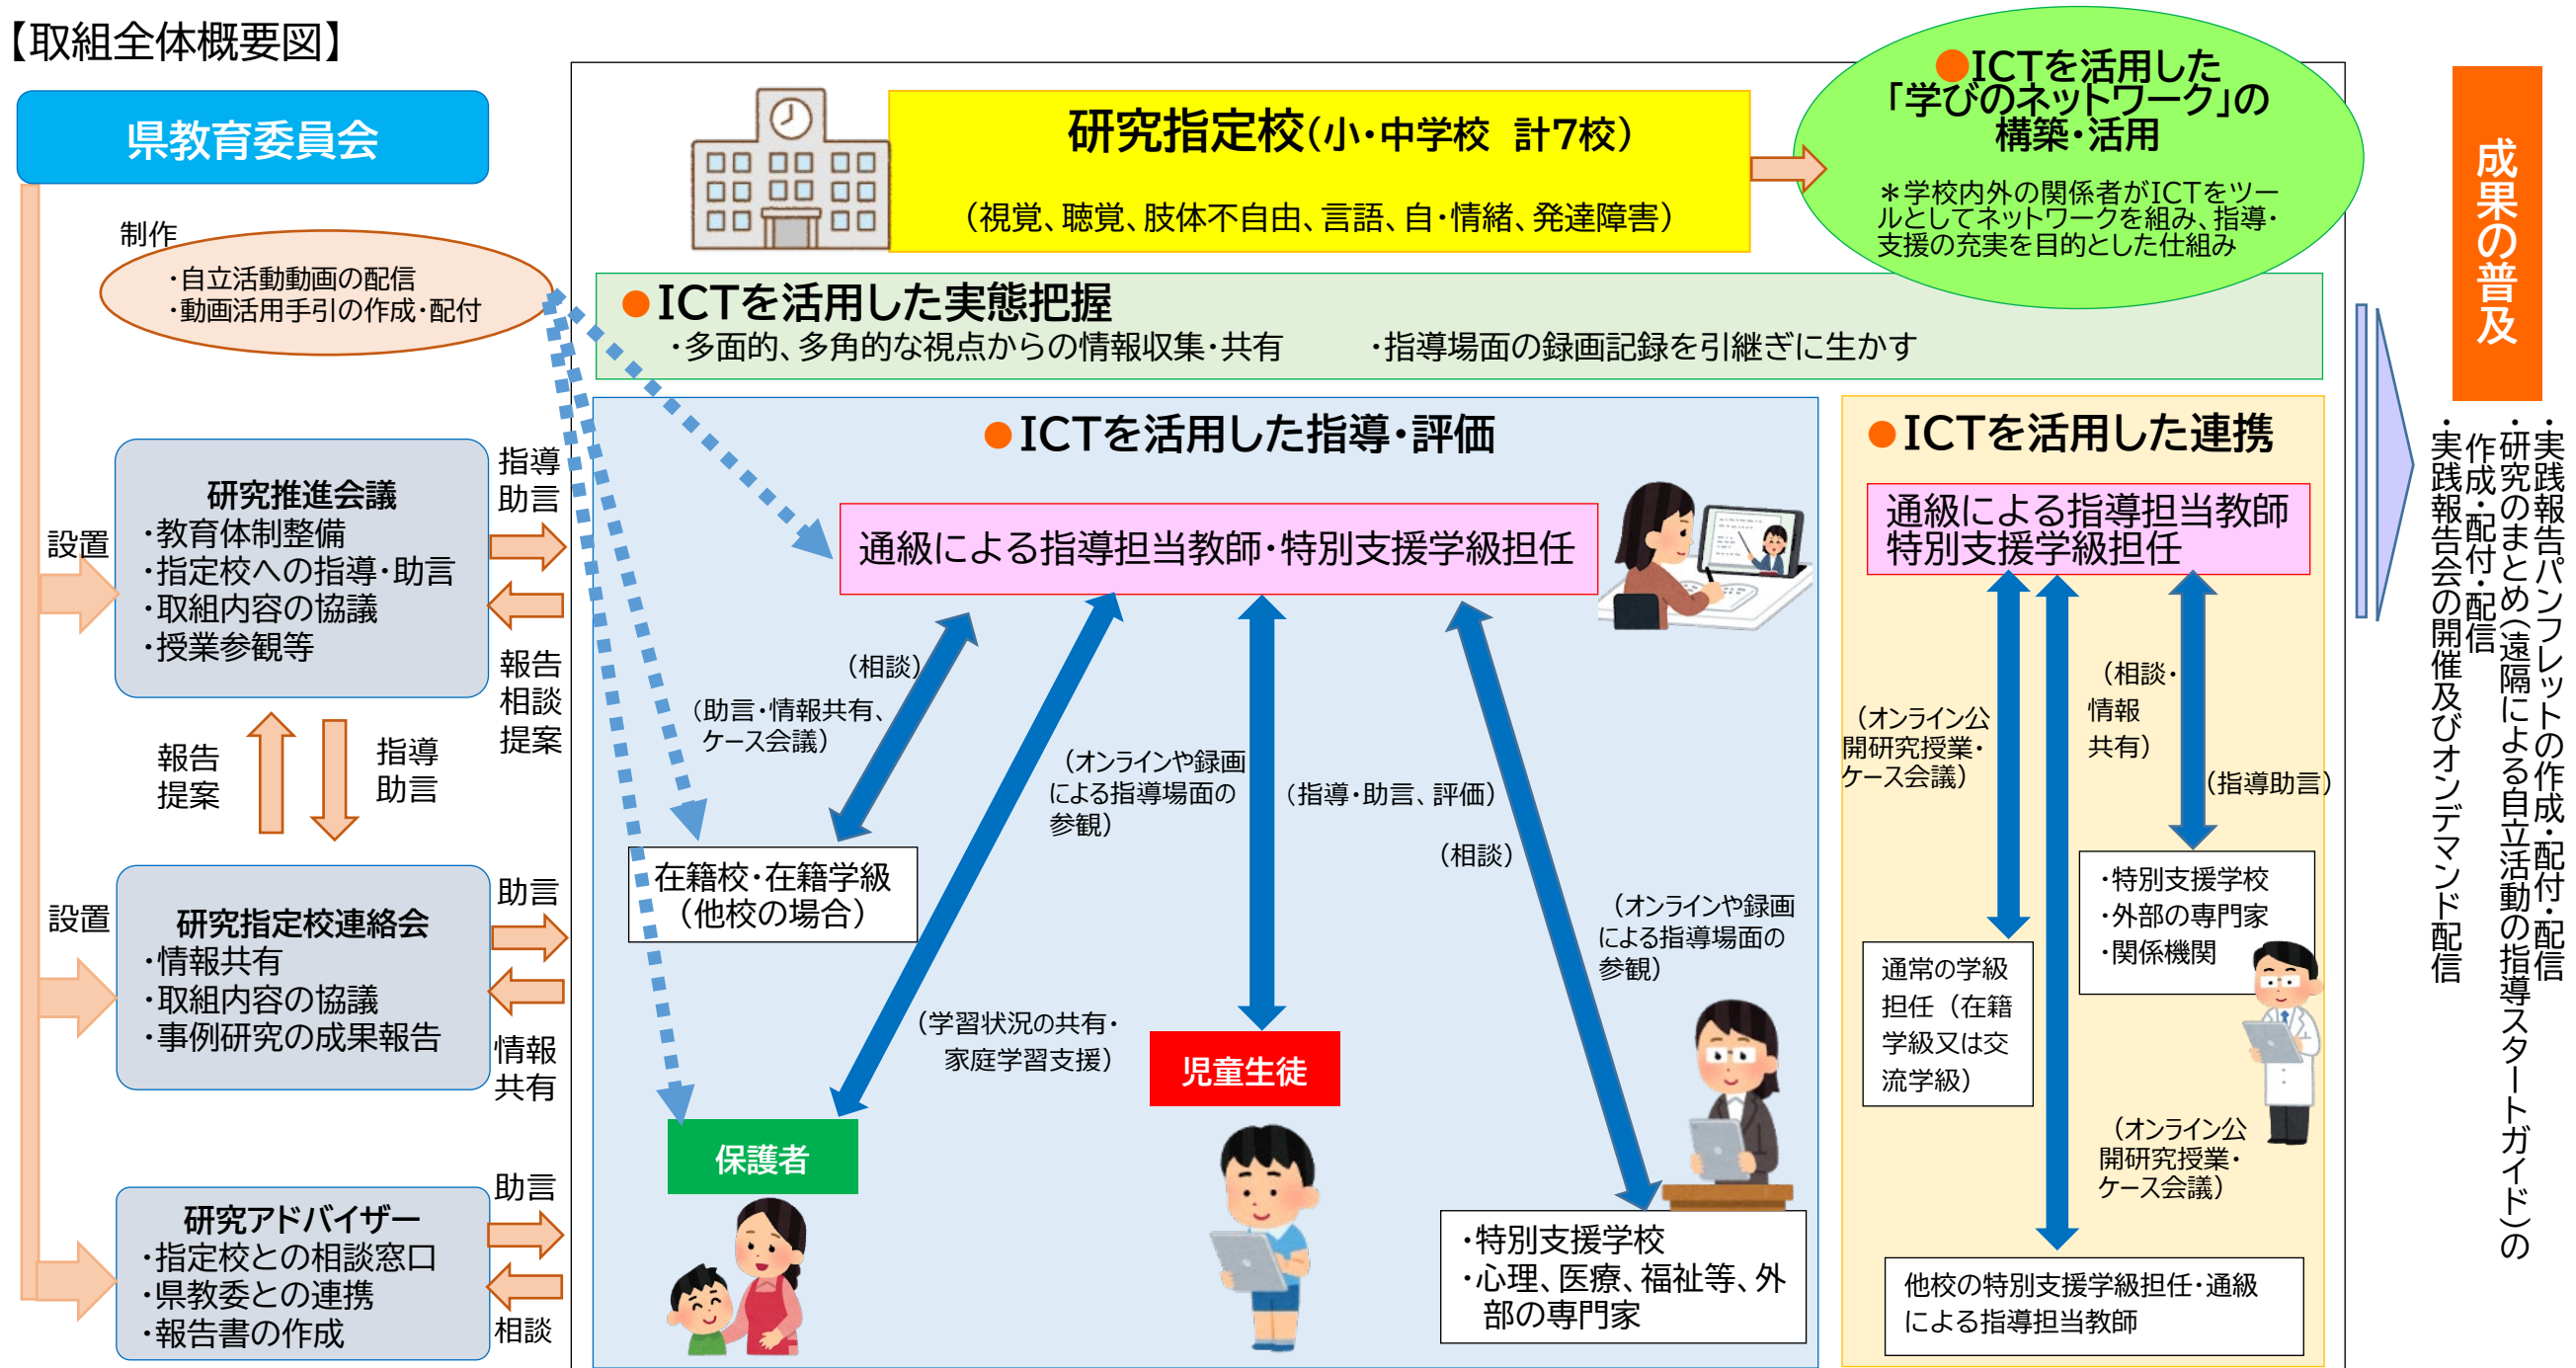 【取組全体概要図】
県教育委員会
制作
・自立活動動画の配信
・動画活用手引の作成・配付
設置
研究推進会議
・教育体制整備
・指定校への指導・助言
・取組内容の協議
・授業参観等
指導
助言
報告
相談
提案
報告
提案
指導
助言
設置
研究指定校連絡会
・情報共有
・取組内容の協議
・事例研究の成果報告
助言
情報
共有
研究アドバイザー
・指定校との相談窓口
・県教委との連携
・報告書の作成
助言
相談
研究指定校(小・中学校 計7校)
(視覚、聴覚、肢体不自由、言語、自・情緒、発達障害)
●ICTを活用した
「学びのネットワーク」の
構築・活用
＊学校内外の関係者がICTをツー
ルとしてネットワークを組み、指導・
支援の充実を目的とした仕組み
●ICTを活用した実態把握
・多面的、多角的な視点からの情報収集・共有 ・指導場面の録画記録を引継ぎに生かす
●ICTを活用した指導・評価
通級による指導担当教師・特別支援学級担任
(相談)
(助言・情報共有、
ケース会議)
(オンラインや録画
による指導場面の
参観)
(指導・助言、評価)
(相談)
(オンラインや録画
による指導場面の
参観)
在籍校・在籍学級
(他校の場合)
(学習状況の共有・
家庭学習支援)
児童生徒
保護者
・特別支援学校
・心理、医療、福祉等、外
部の専門家
●ICTを活用した連携
通級による指導担当教師
特別支援学級担任
(オンライン公
開研究授業・
ケース会議)
(相談・
情報
共有)
(指導助言)
・特別支援学校
・外部の専門家
・関係機関
通常の学級
担任(在籍
学級又は交
流学級)
(オンライン公
開研究授業・
ケース会議)
他校の特別支援学級担任・通級
による指導担当教師
成果の普及
・実践報告パンフレットの作成・配付・配信
・研究のまとめ(遠隔による自立活動の指導スタートガイド)の
作成・配付・配信
・実践報告会の開催及びオンデマンド配信